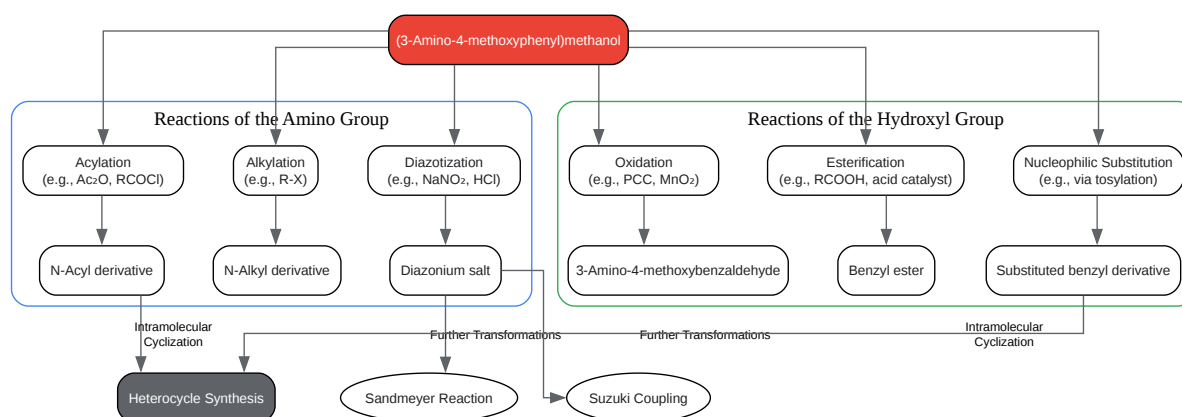 (3-Amino-4-methoxyphenyl)methanol
Reactions of the Amino Group
Reactions of the Hydroxyl Group
Acylation
(e.g., Ac₂O, RCOCl)
Alkylation
(e.g., R-X)
Diazotization
(e.g., NaNO₂, HCl)
Oxidation
(e.g., PCC, MnO₂)
Esterification
(e.g., RCOOH, acid catalyst)
Nucleophilic Substitution
(e.g., via tosylation)
N-Acyl derivative
N-Alkyl derivative
Diazonium salt
3-Amino-4-methoxybenzaldehyde
Benzyl ester
Substituted benzyl derivative
Intramolecular
Cyclization
Further Transformations
Further Transformations
Intramolecular
Cyclization
Heterocycle Synthesis
Sandmeyer Reaction
Suzuki Coupling